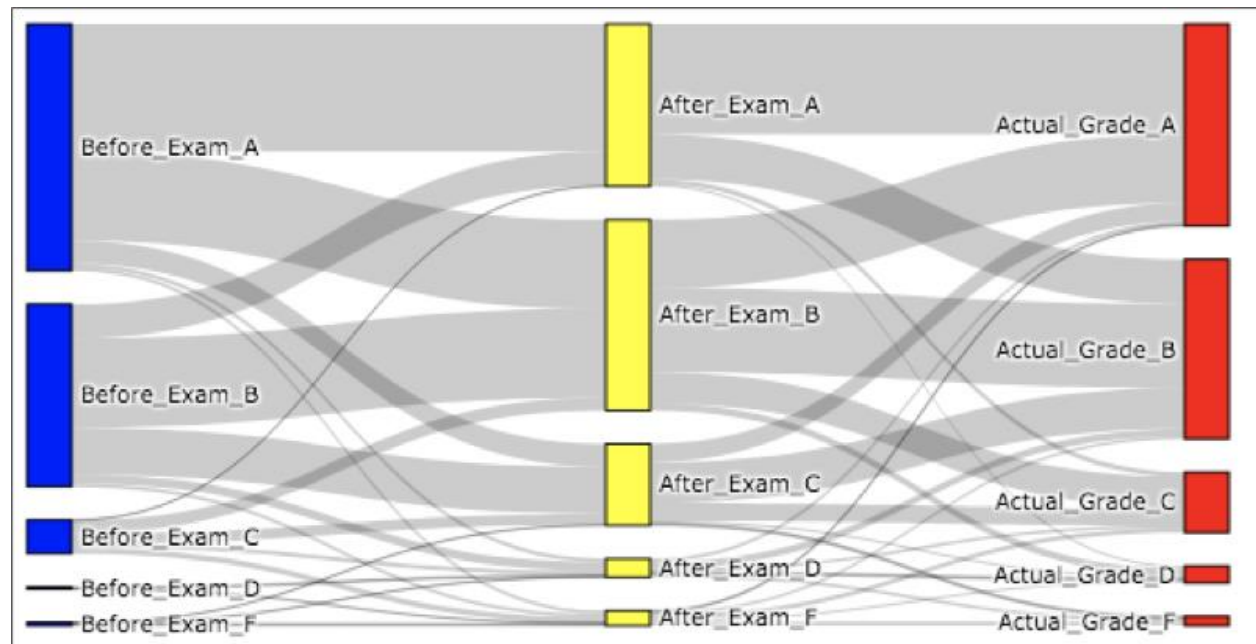 Before_Exam_A
Before_Exam_B
Before_Exam_C
Before_Exam_D
Before_Exam_F
After_Exam_A
After_Exam_B
After_Exam_C
After_Exam_D
After_Exam_F
Actual_Grade_A
Actual_Grade_B
Actual_Grade_C
Actual_Grade_D
Actual_Grade_F